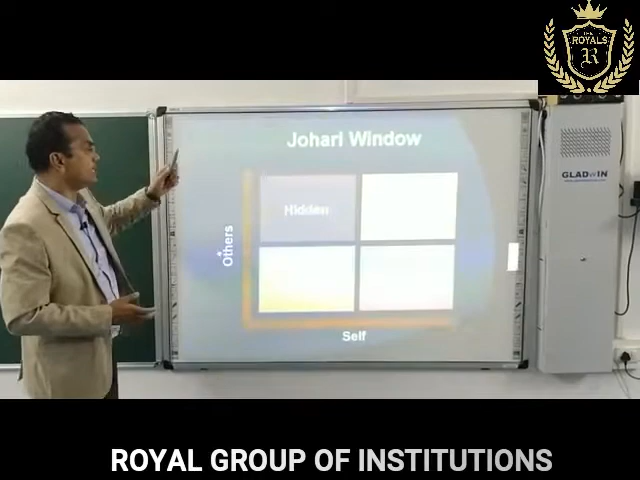 THE
ROYALS
R
Johari Window
GLADWIN
Hidden
Others
Self
ROYAL GROUP OF INSTITUTIONS